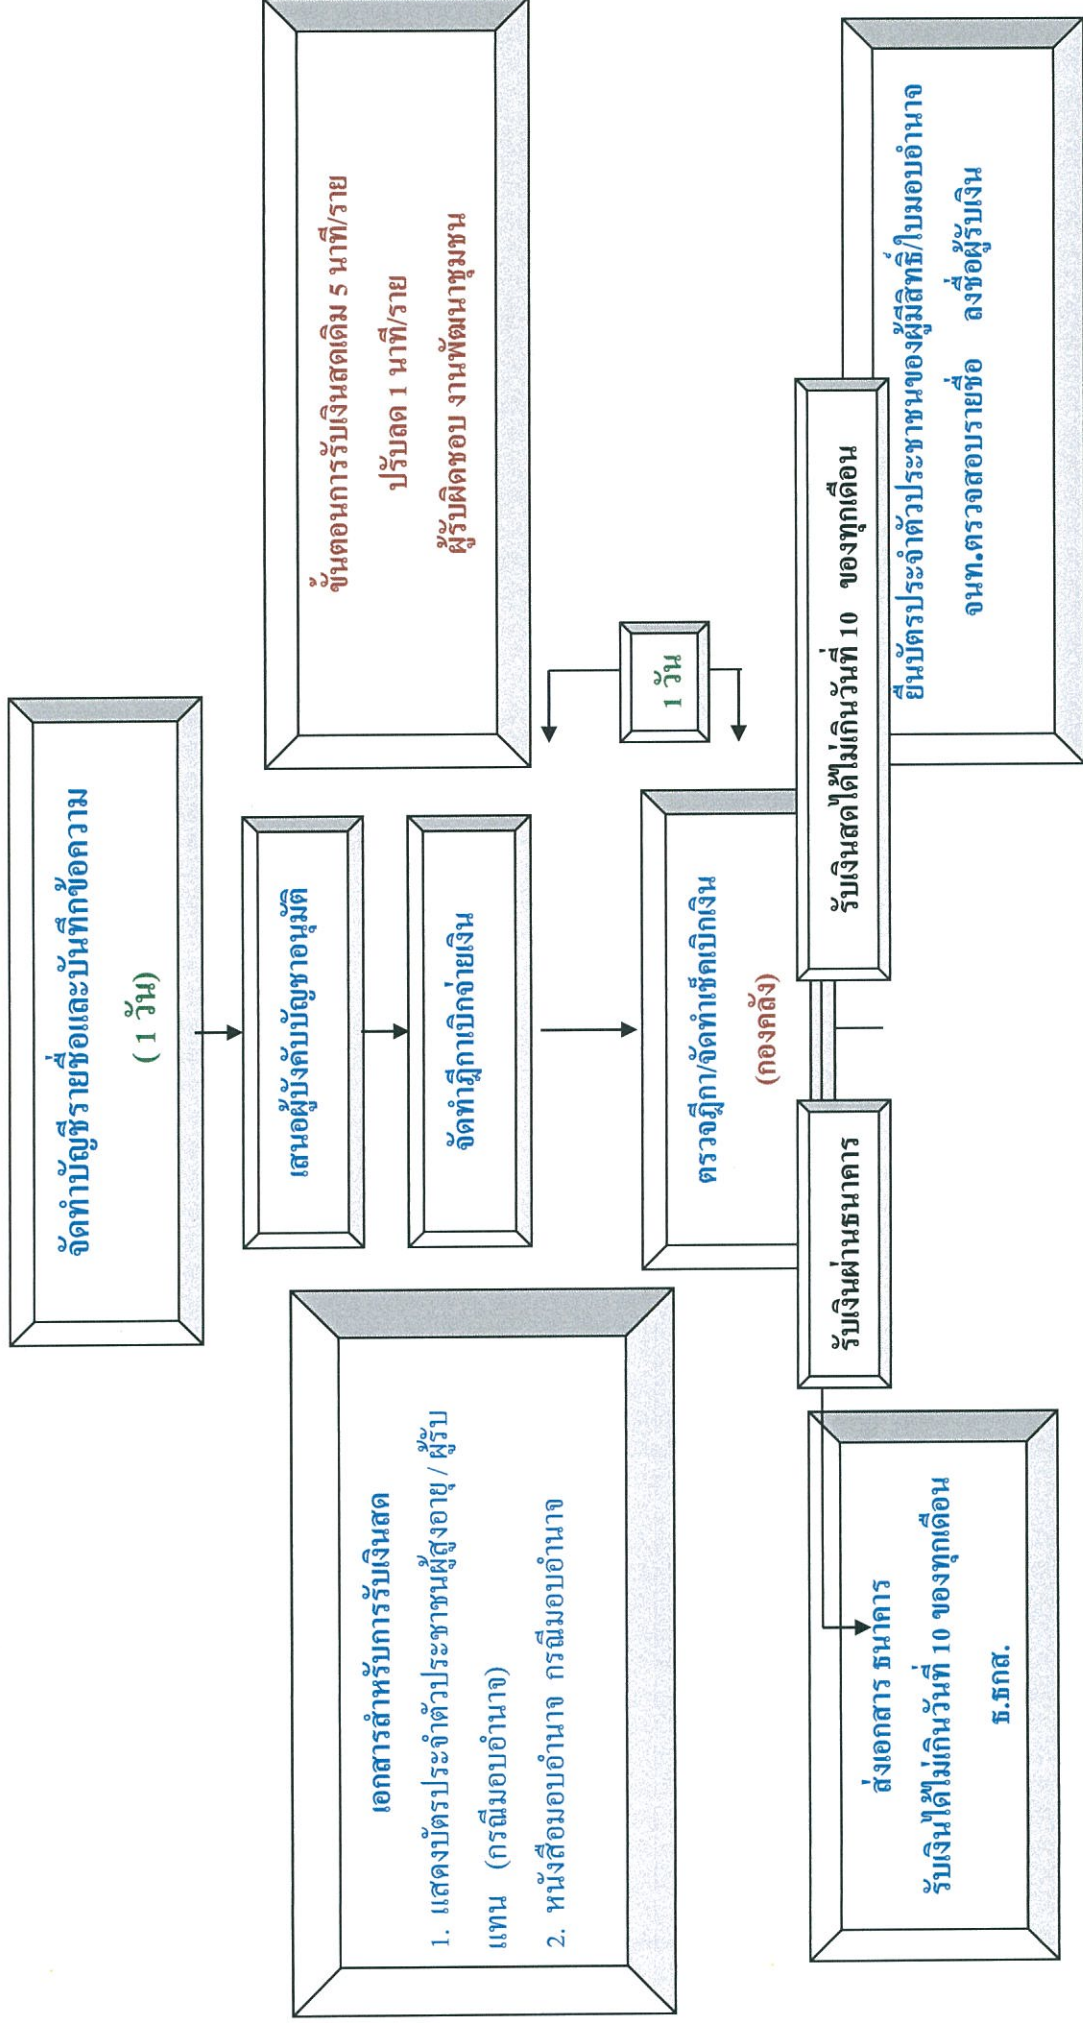 จัดทำบัญชีรายชื่อและบันทึกข้อความ
( 1 วัน)
เสนอผู้บังคับบัญชาอนุมัติ
จัดทำฎีกาเบิกจ่ายเงิน
ตรวจฎีกา/จัดทำเช็คเบิกเงิน
(กองคลัง)
1 วัน
ขั้นตอนการรับเงินสดเดิม 5 นาที/ราย
ปรับลด 1 นาที/ราย
ผู้รับผิดชอบ งานพัฒนาชุมชน
เอกสารสำหรับการรับเงินสด
1. แสดงบัตรประจำตัวประชาชนผู้สูงอายุ / ผู้รับ
แทน (กรณีมอบอำนาจ)
2. หนังสือมอบอำนาจ กรณีมอบอำนาจ
รับเงินผ่านธนาคาร
รับเงินสดได้ไม่เกินวันที่ 10 ของทุกเดือน
ส่งเอกสาร ธนาคาร
รับเงินได้ไม่เกินวันที่ 10 ของทุกเดือน
ธ.ธกส.
ยื่นบัตรประจำตัวประชาชนของผู้มีสิทธิ์/ใบมอบอำนาจ
จนท.ตรวจสอบรายชื่อ ลงชื่อผู้รับเงิน